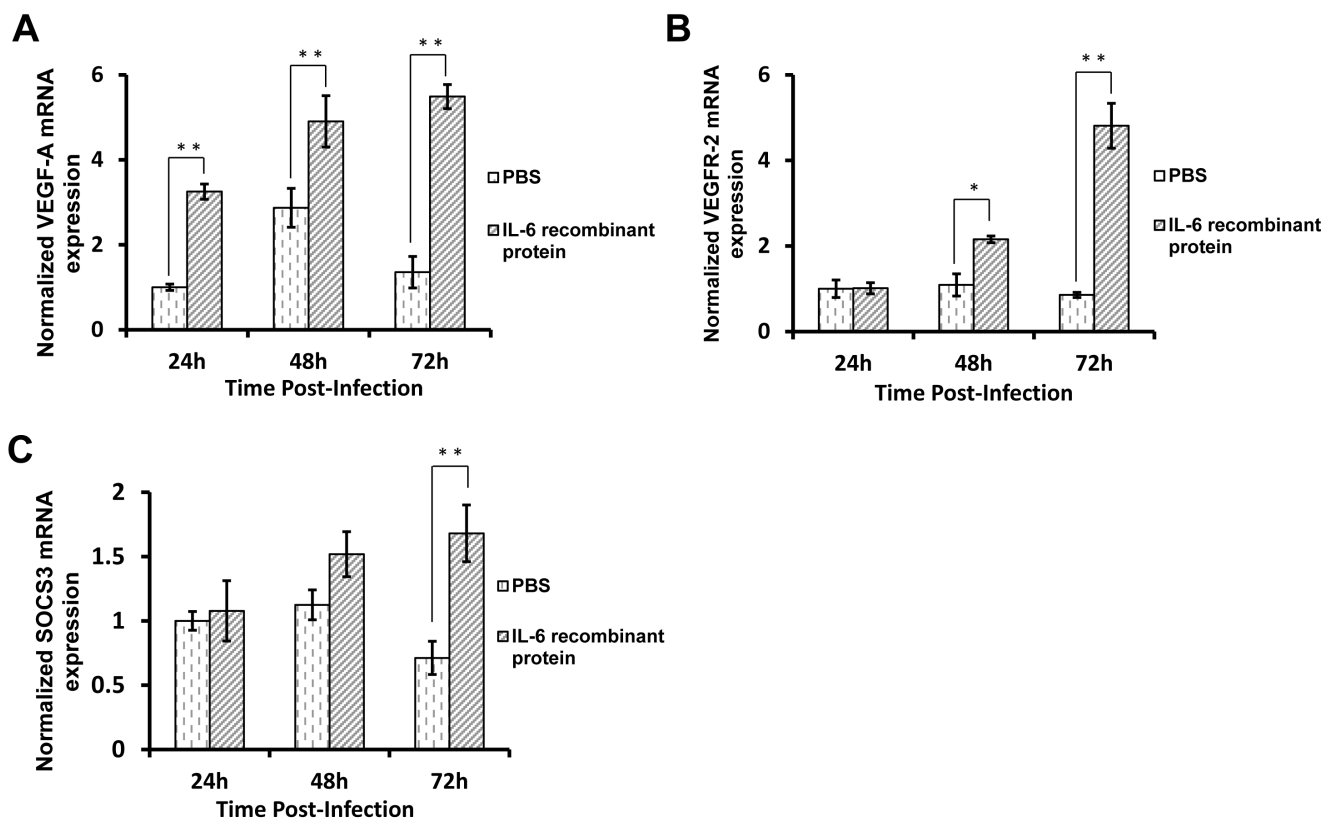 A
* *
* *
* *
Normalized VEGF-A mRNA
expression
6
4
2
0
24h
48h
72h
Time Post-Infection
PBS
IL-6 recombinant
protein
B
* *
*
Normalized VEGFR-2 mRNA
expression
6
4
2
0
24h
48h
72h
Time Post-Infection
PBS
IL-6 recombinant
protein
C
* *
Normalized SOCS3 mRNA
expression
2
1.5
1
0.5
0
24h
48h
72h
Time Post-Infection
PBS
IL-6 recombinant
protein